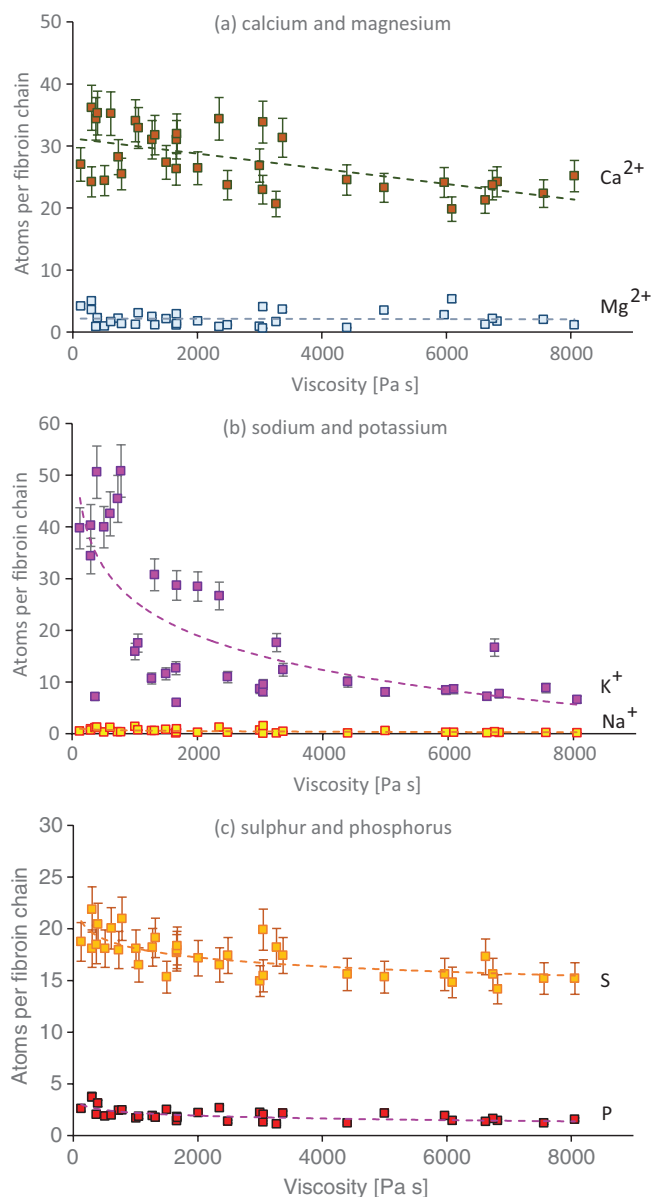 (a) calcium and magnesium
50
40
30
20
10
0
Atoms per fibroin chain
Ca2+
Mg2+
0 2000 4000 6000 8000
Viscosity [Pa s]
(b) sodium and potassium
60
50
40
30
20
10
0
Atoms per fibroin chain
K+
Na+
0 2000 4000 6000 8000
Viscosity [Pa s]
(c) sulphur and phosphorus
30
25
20
15
10
5
0
Atoms per fibroin chain
S
P
0 2000 4000 6000 8000
Viscosity [Pa s]